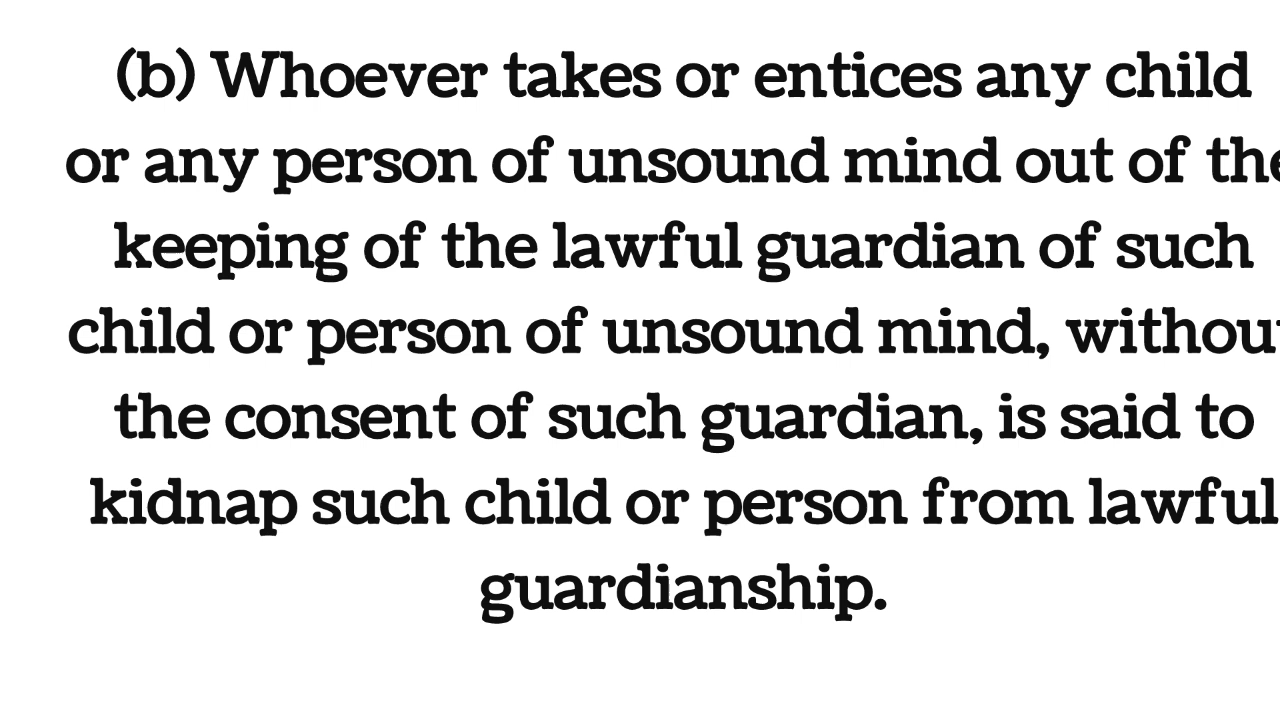 (b) Whoever takes or entices any child
or any person of unsound mind out of the
keeping of the lawful guardian of such
child or person of unsound mind, without
the consent of such guardian, is said to
kidnap such child or person from lawful
guardianship.